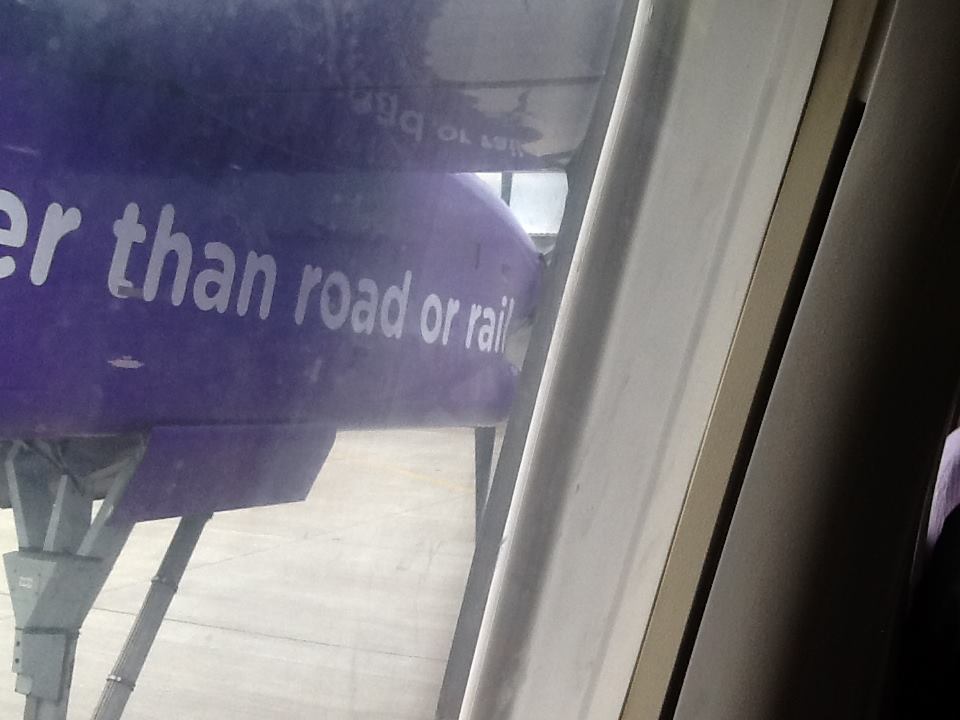 er than road or rail